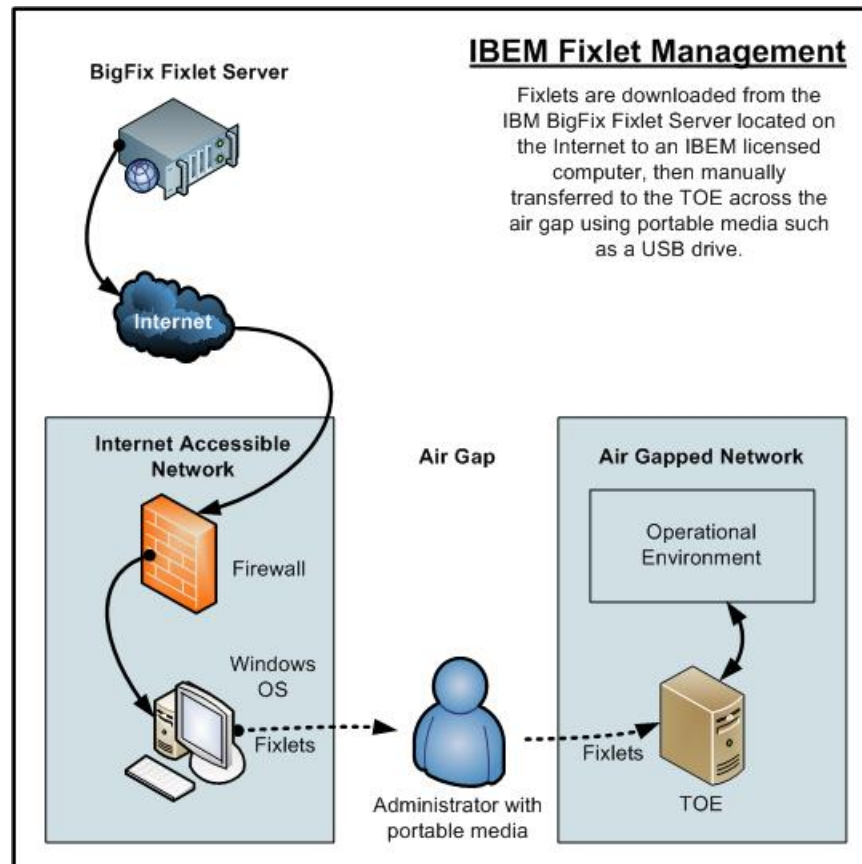 IBEM Fixlet Management
Fixlets are downloaded from the
IBM BigFix Fixlet Server located on
the Internet to an IBEM licensed
computer, then manually
transferred to the TOE across the
air gap using portable media such
as a USB drive.
BigFix Fixlet Server
Internet
Internet Accessible
Network
Firewall
Windows
OS
Fixlets
Air Gap
Administrator with
portable media
Air Gapped Network
Operational
Environment
Fixlets
TOE